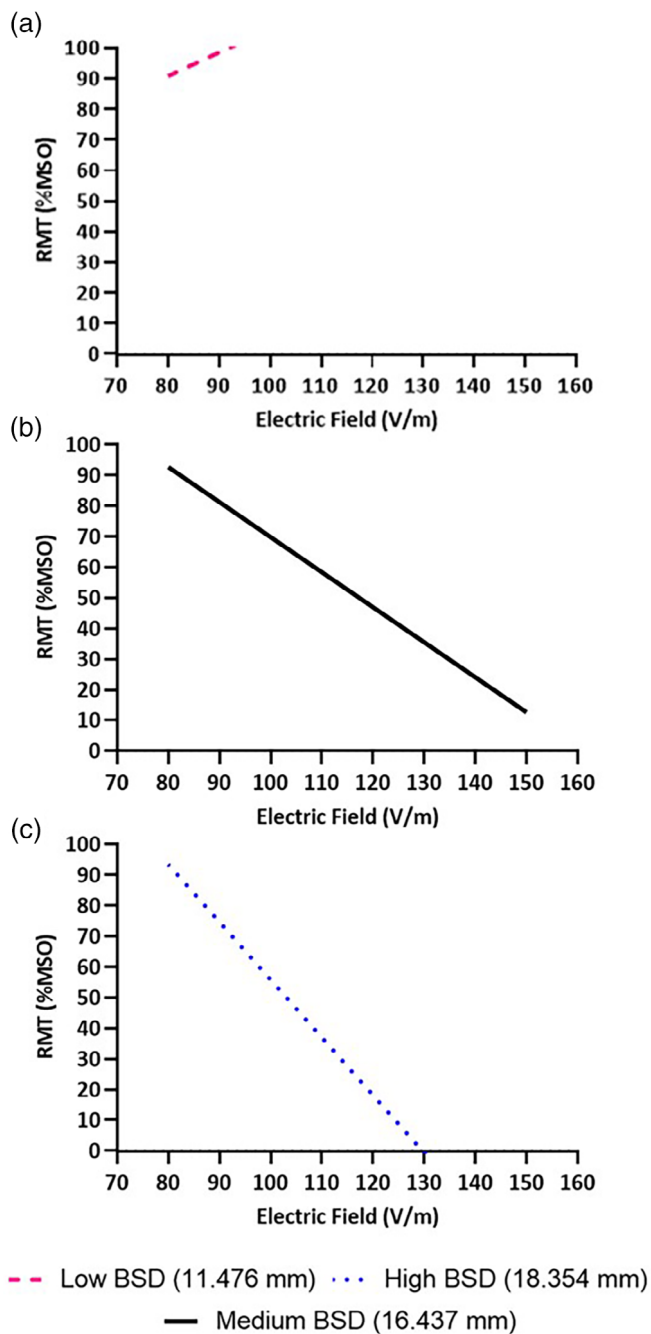 (a)
RMT (%MSO)
100
90
80
70
60
50
40
30
20
10
0
70 80 90 100 110 120 130 140 150 160
Electric Field (V/m)
(b)
RMT (%MSO)
100
90
80
70
60
50
40
30
20
10
0
70 80 90 100 110 120 130 140 150 160
Electric Field (V/m)
(c)
RMT (%MSO)
100
90
80
70
60
50
40
30
20
10
0
70 80 90 100 110 120 130 140 150 160
Electric Field (V/m)
Low BSD (11.476 mm) High BSD (18.354 mm)
Medium BSD (16.437 mm)